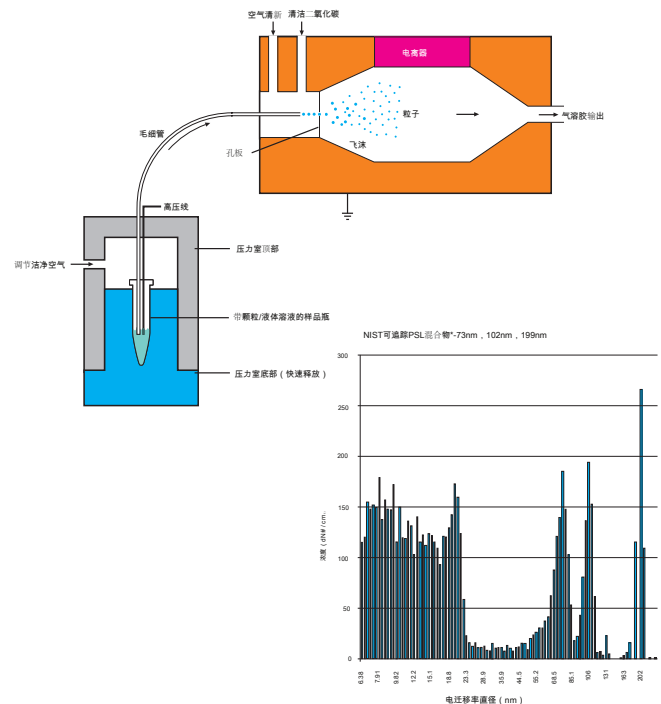 空气清新 清洁二氧化碳
电离器
毛细管
粒子
气溶胶输出
孔板
飞沫
高压线
压力室顶部
调节洁净空气
带颗粒/液体溶液的样品瓶
压力室底部（快速释放）
NIST可追踪PSL混合物*-73nm，102nm，199nm
300
250
200
150
100
50
0
浓度（dN#/cm.
6.38 7.91 9.82 12.2 15.1 18.8 23.3 28.9 35.9 44.5 55.2 68.5 85.1 106 131 163 202
电迁移率直径（nm）